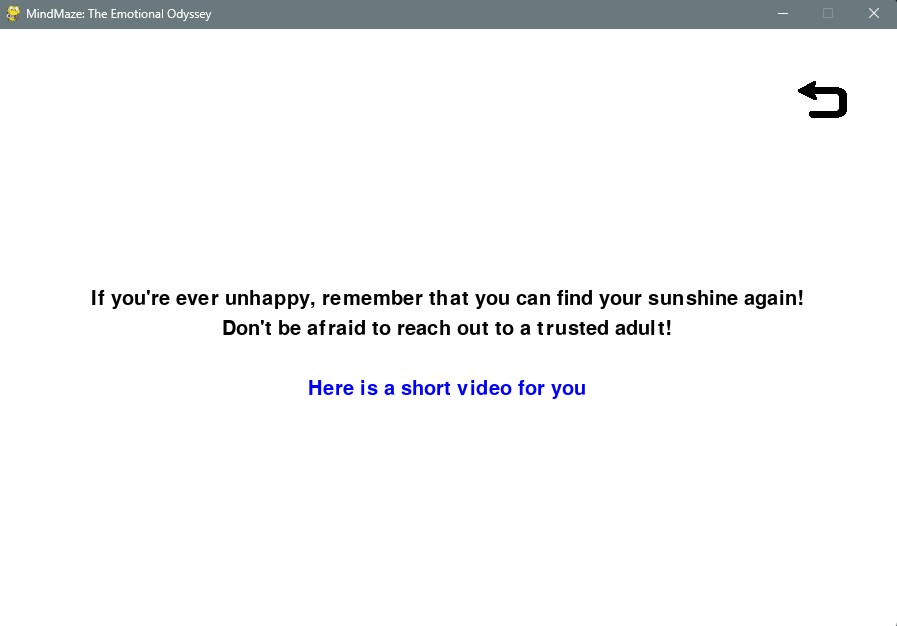 MindMaze: The Emotional Odyssey
If you're ever unhappy, remember that you can find your sunshine again!
Don't be afraid to reach out to a trusted adult!
Here is a short video for you